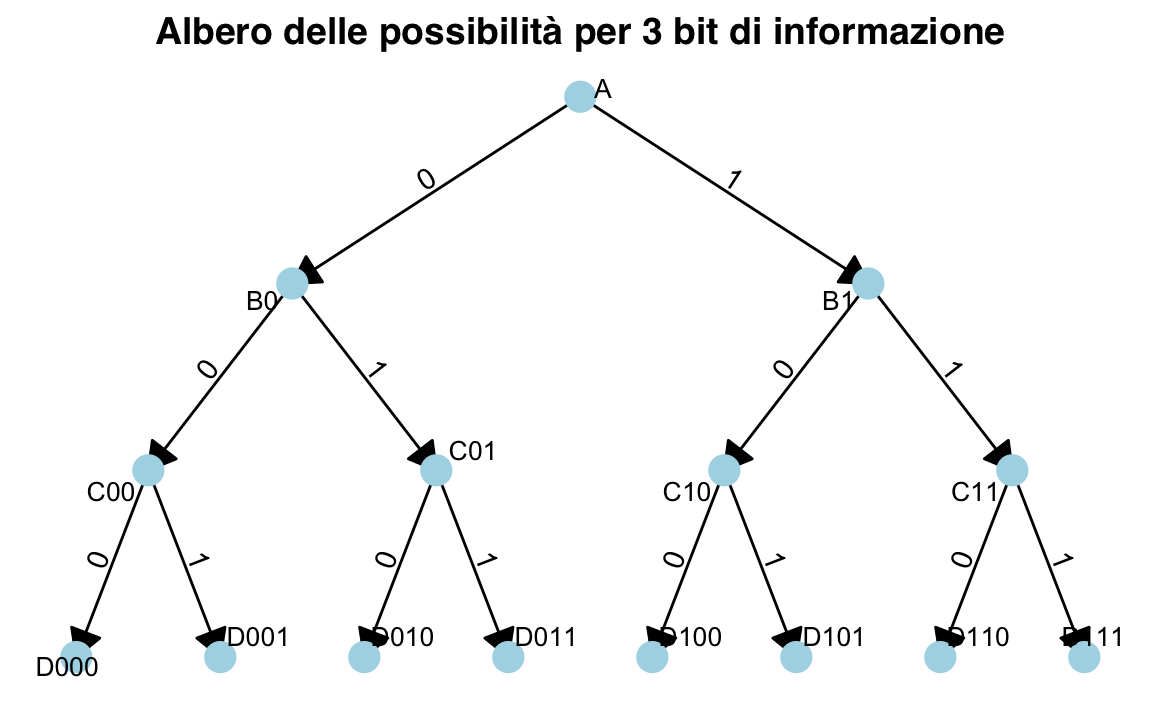 Albero delle possibilità per 3 bit di informazione
A
0 1
B0 B1
0 1 0 1
C01
C00 C10 C11
0 1 0 1 0 1 0 1
D001 D010 D011 D100 D101 D110 D111
D000